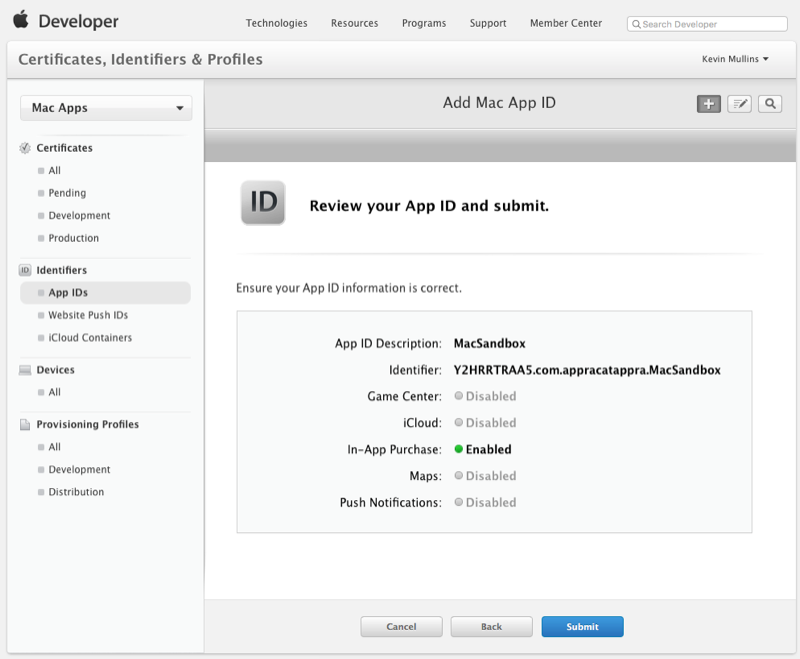 Developer
Technologies Resources Programs Support Member Center Search Developer
Certificates, Identifiers & Profiles
Kevin Mullins
Mac Apps
Certificates
All
Pending
Development
Production
Identifiers
App IDs
Website Push IDs
iCloud Containers
Devices
All
Provisioning Profiles
All
Development
Distribution
Add Mac App ID
ID
Review your App ID and submit.
Ensure your App ID information is correct.
App ID Description: MacSandbox
Identifier: Y2HRRTRAA5.com.appracatappra.MacSandbox
Game Center: Disabled
iCloud: Disabled
In-App Purchase: Enabled
Maps: Disabled
Push Notifications: Disabled
Cancel Back Submit